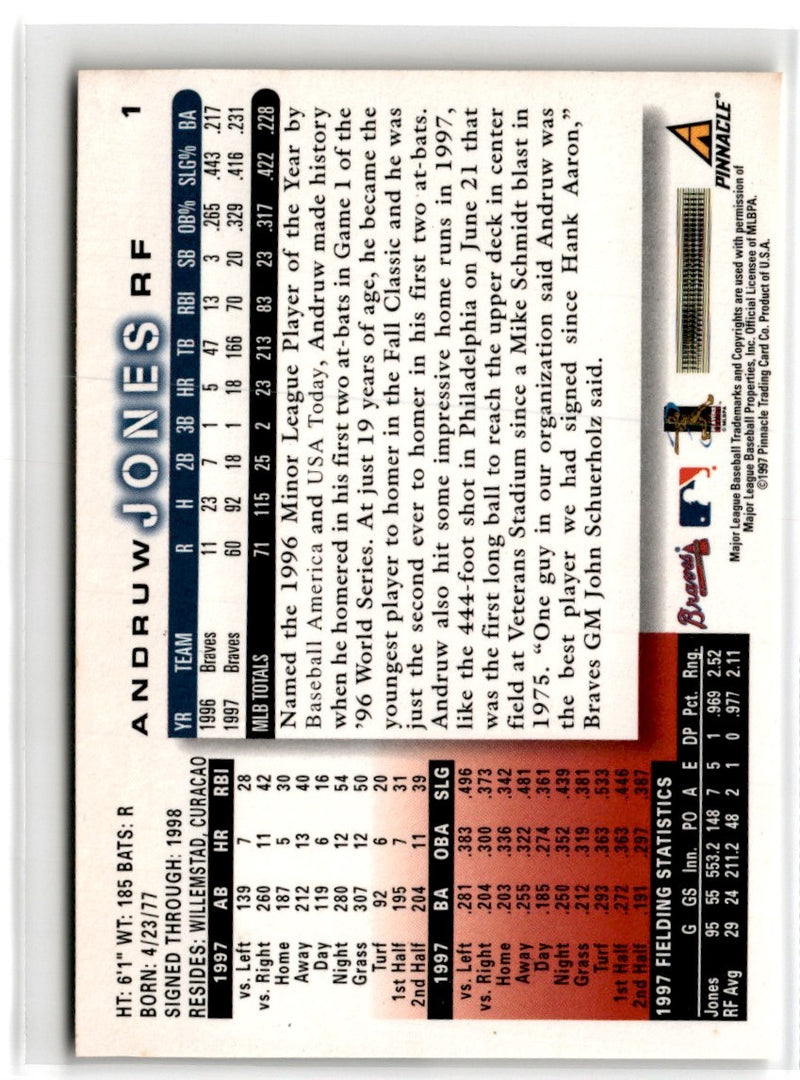 HT: 6'1" WT: 185 BATS: R
BORN: 4/23/77
SIGNED THROUGH: 1998
RESIDES: WILLEMSTAD, CURACAO
1997 AB HR RBI
vs. Left 139 7 28
vs. Right 260 11 42
Home 187 5 30
Away 212 13 40
Day 119 6 16
Night 280 12 54
Grass 307 12 50
Turf 92 6 20
1st Half 195 7 31
2nd Half 204 11 39
1997 BA OBA SLG
vs. Left .281 .383 .496
vs. Right .204 .300 .373
Home .203 .336 .342
Away .255 .322 .481
Day .185 .274 .361
Night .250 .352 .439
Grass .212 .319 .381
Turf .293 .363 .533
1st Half .272 .363 .446
2nd Half .191 .297 .387
1997 FIELDING STATISTICS
G GS Inn. PO A E DP Pct. Rng.
Jones 95 55 553.2 148 7 5 1 .969 2.52
RF Avg 29 24 211.2 48 2 1 0 .977 2.11
ANDRUW JONES RF 1
YR TEAM R H 2B 3B HR TB RBI SB OB% SLG% BA
1996 Braves 11 23 7 1 5 47 13 3 .265 .443 .217
1997 Braves 60 92 18 1 18 166 70 20 .329 .416 .231
MLB TOTALS 71 115 25 2 23 213 83 23 .317 .422 .228
Named the 1996 Minor League Player of the Year by
Baseball America and USA Today, Andruw made history
when he homered in his first two at-bats in Game 1 of the
'96 World Series. At just 19 years of age, he became the
youngest player to homer in the Fall Classic and he was
just the second ever to homer in his first two at-bats.
Andruw also hit some impressive home runs in 1997,
like the 444-foot shot in Philadelphia on June 21 that
was the first long ball to reach the upper deck in center
field at Veterans Stadium since a Mike Schmidt blast in
1975. "One guy in our organization said Andruw was
the best player we had signed since Hank Aaron,"
Braves GM John Schuerholz said.
Braves
© MLBPA
PINNACLE®
Major League Baseball Trademarks and Copyrights are used with permission of
Major League Baseball Properties, Inc. Official Licensee of MLBPA.
©1997 Pinnacle Trading Card Co. Product of U.S.A.